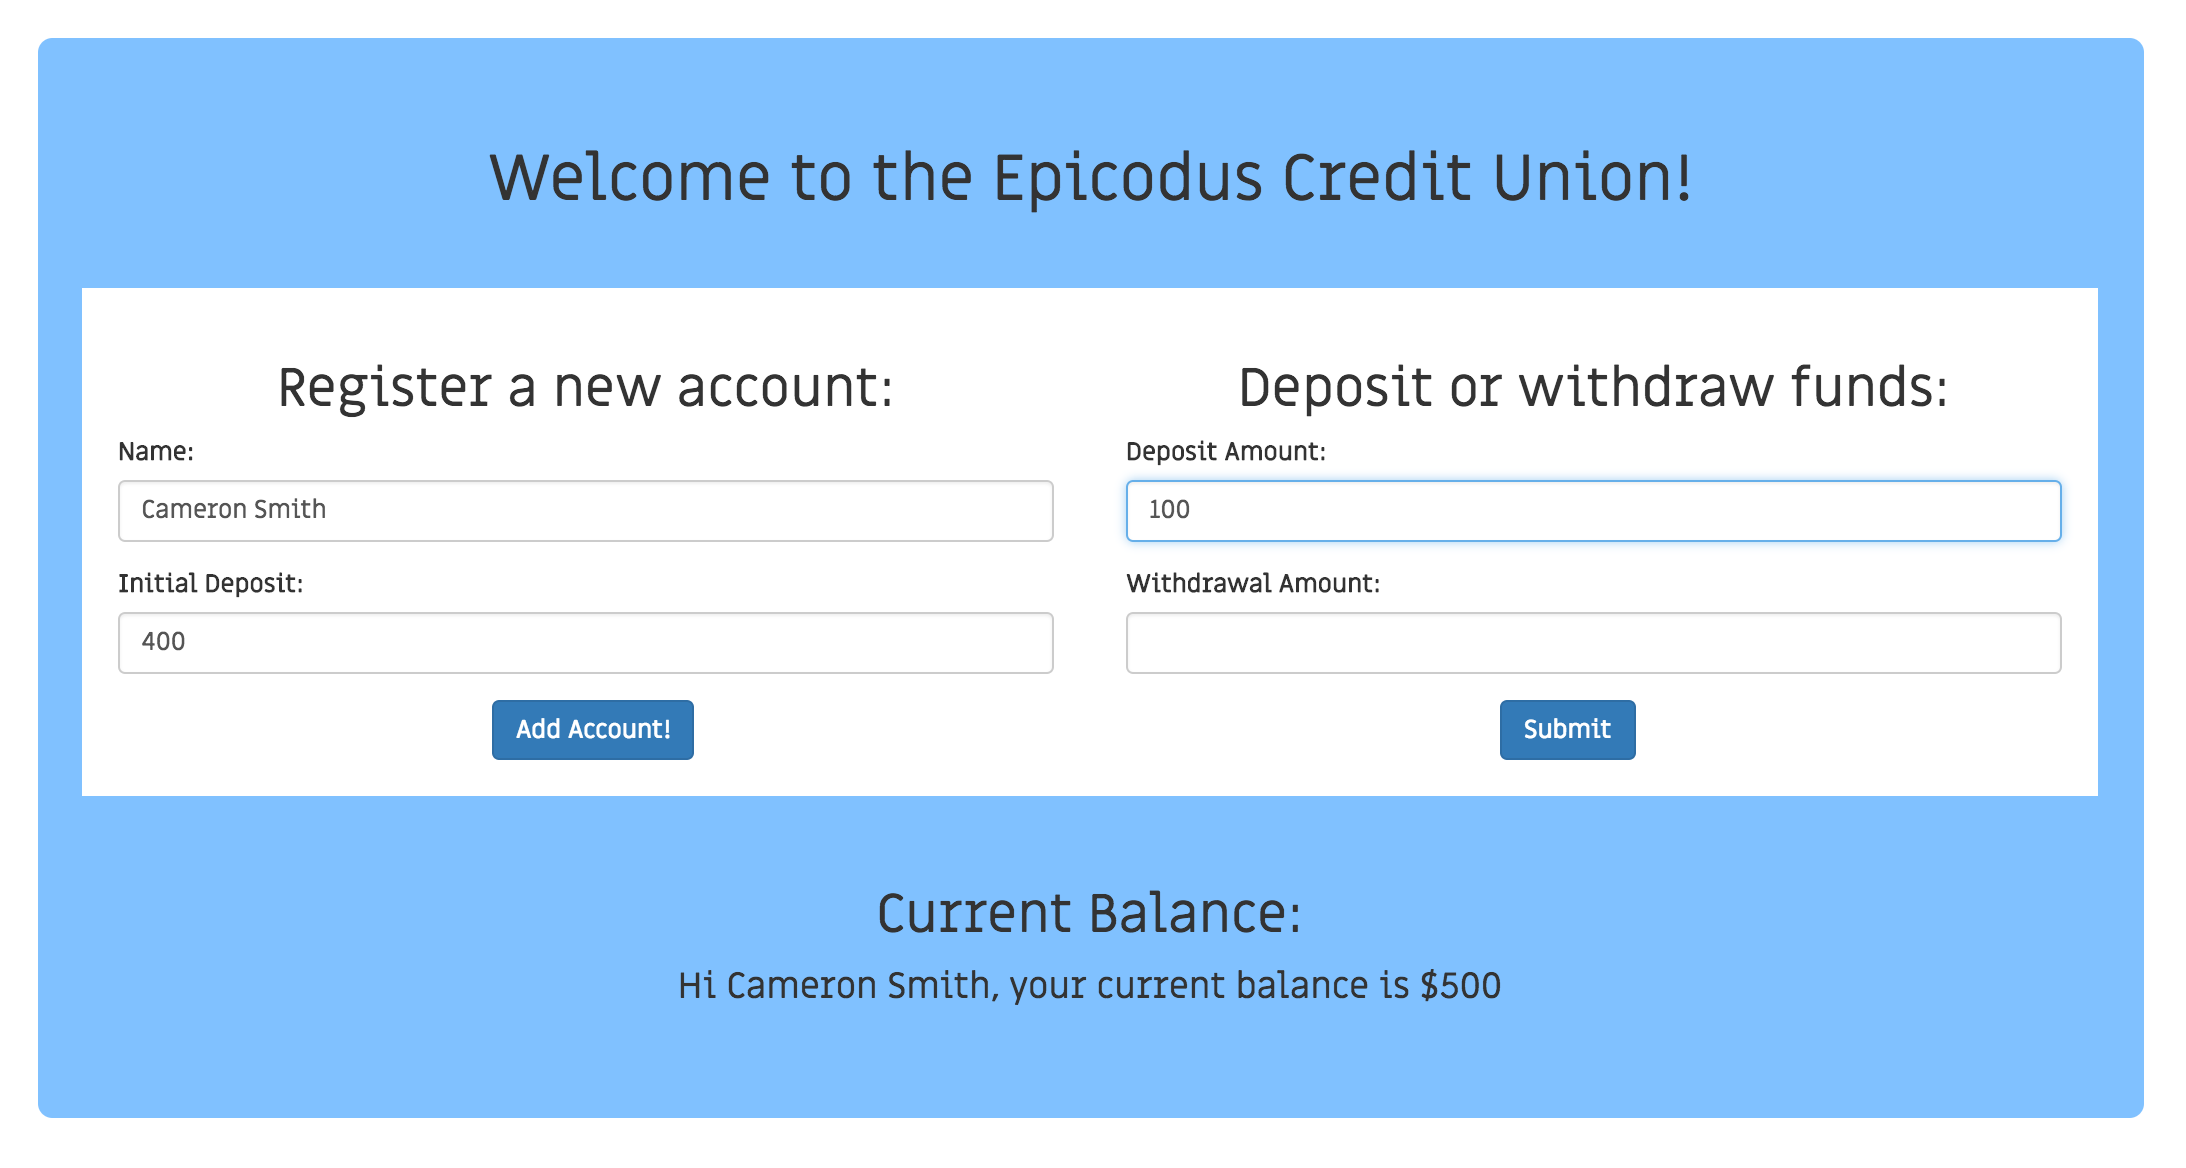 Welcome to the Epicodus Credit Union!
Register a new account:
Name:
Cameron Smith
Initial Deposit:
400
Add Account!
Deposit or withdraw funds:
Deposit Amount:
100
Withdrawal Amount:
Submit
Current Balance:
Hi Cameron Smith, your current balance is $500